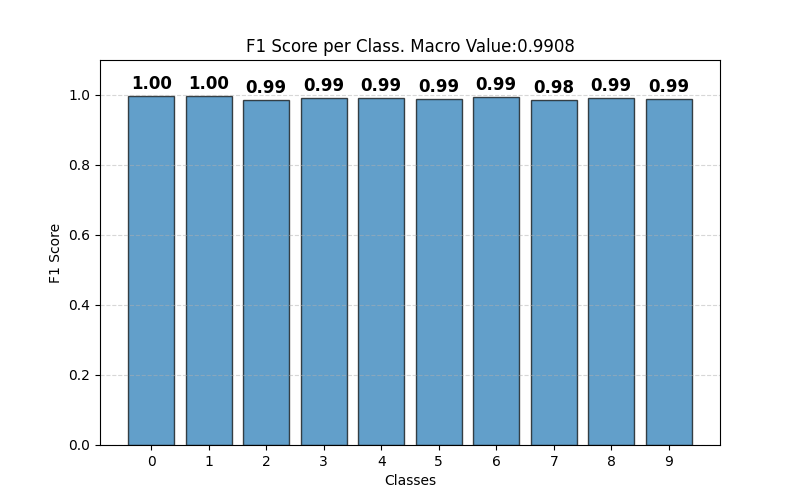 F1 Score per Class. Macro Value:0.9908
1.00 1.00 0.99 0.99 0.99 0.99 0.99 0.98 0.99 0.99
1.0
0.8
0.6
0.4
0.2
0.0
F1 Score
0 1 2 3 4 5 6 7 8 9
Classes